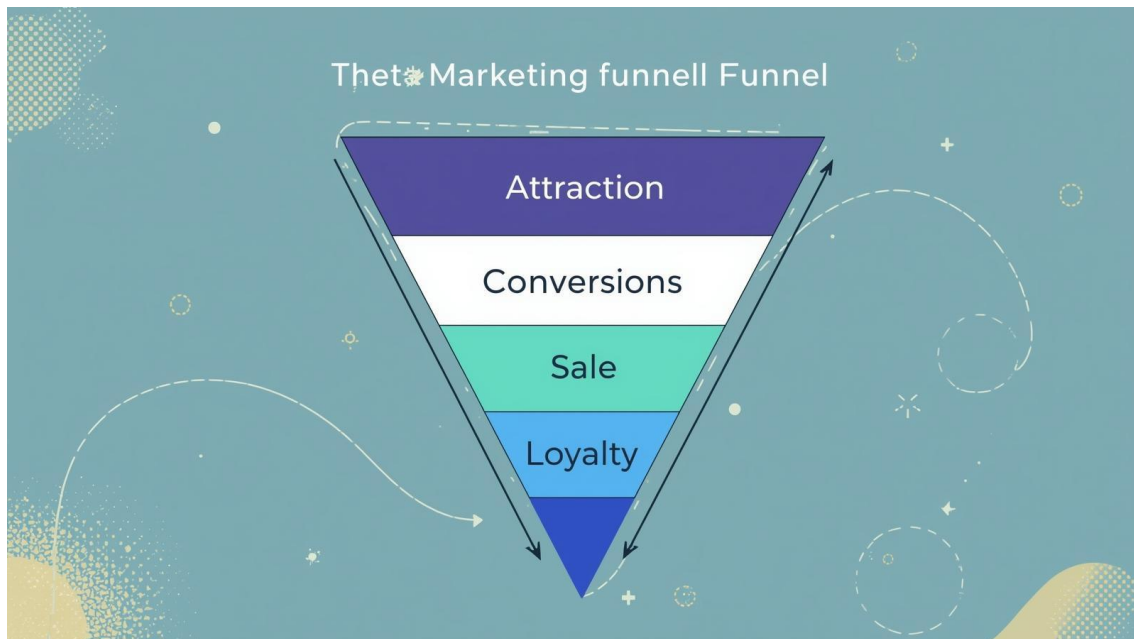 Thet Marketing funnell Funnel
Attraction
Conversions
Sale
Loyalty